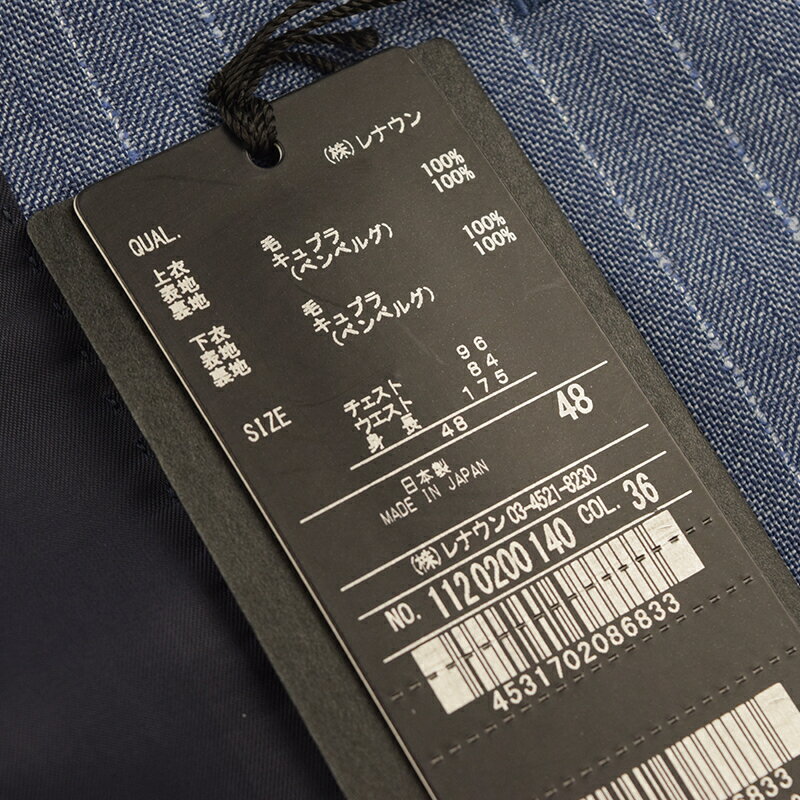 (株)レナウン
QUAL.
上衣
表地 毛 100%
裏地 キュプラ 100%
(ベンベルグ)
下衣
表地 毛 100%
裏地 キュプラ 100%
(ベンベルグ)
SIZE
チェスト 96
ウエスト 84
身長 175
48 48
日本製
MADE IN JAPAN
(株)レナウン 03-4521-8230
NO. 1120200 140 COL. 36
4531702086833
6833